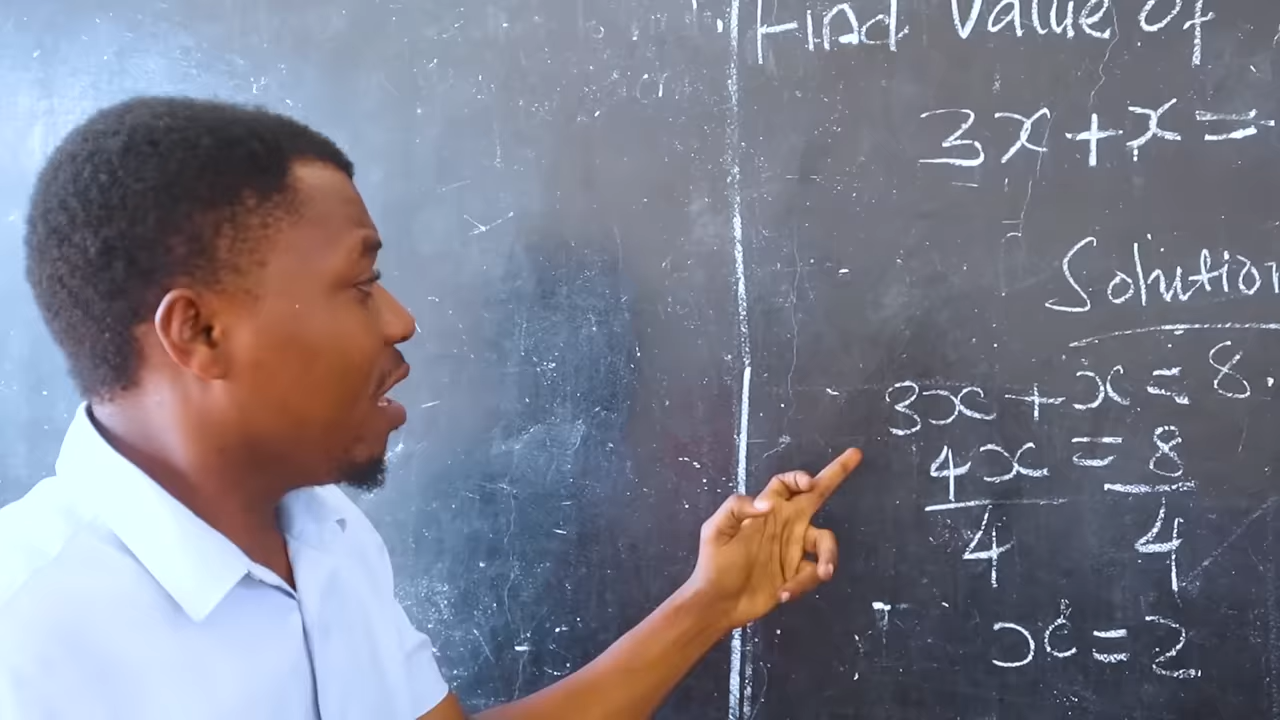 Find Value Of
3x + x =
Solution
3x + x = 8.
4x = 8
4 4
x = 2